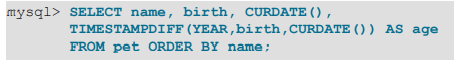 mysql> SELECT name, birth, CURDATE(),
TIMESTAMPDIFF(YEAR,birth,CURDATE()) AS age
FROM pet ORDER BY name;